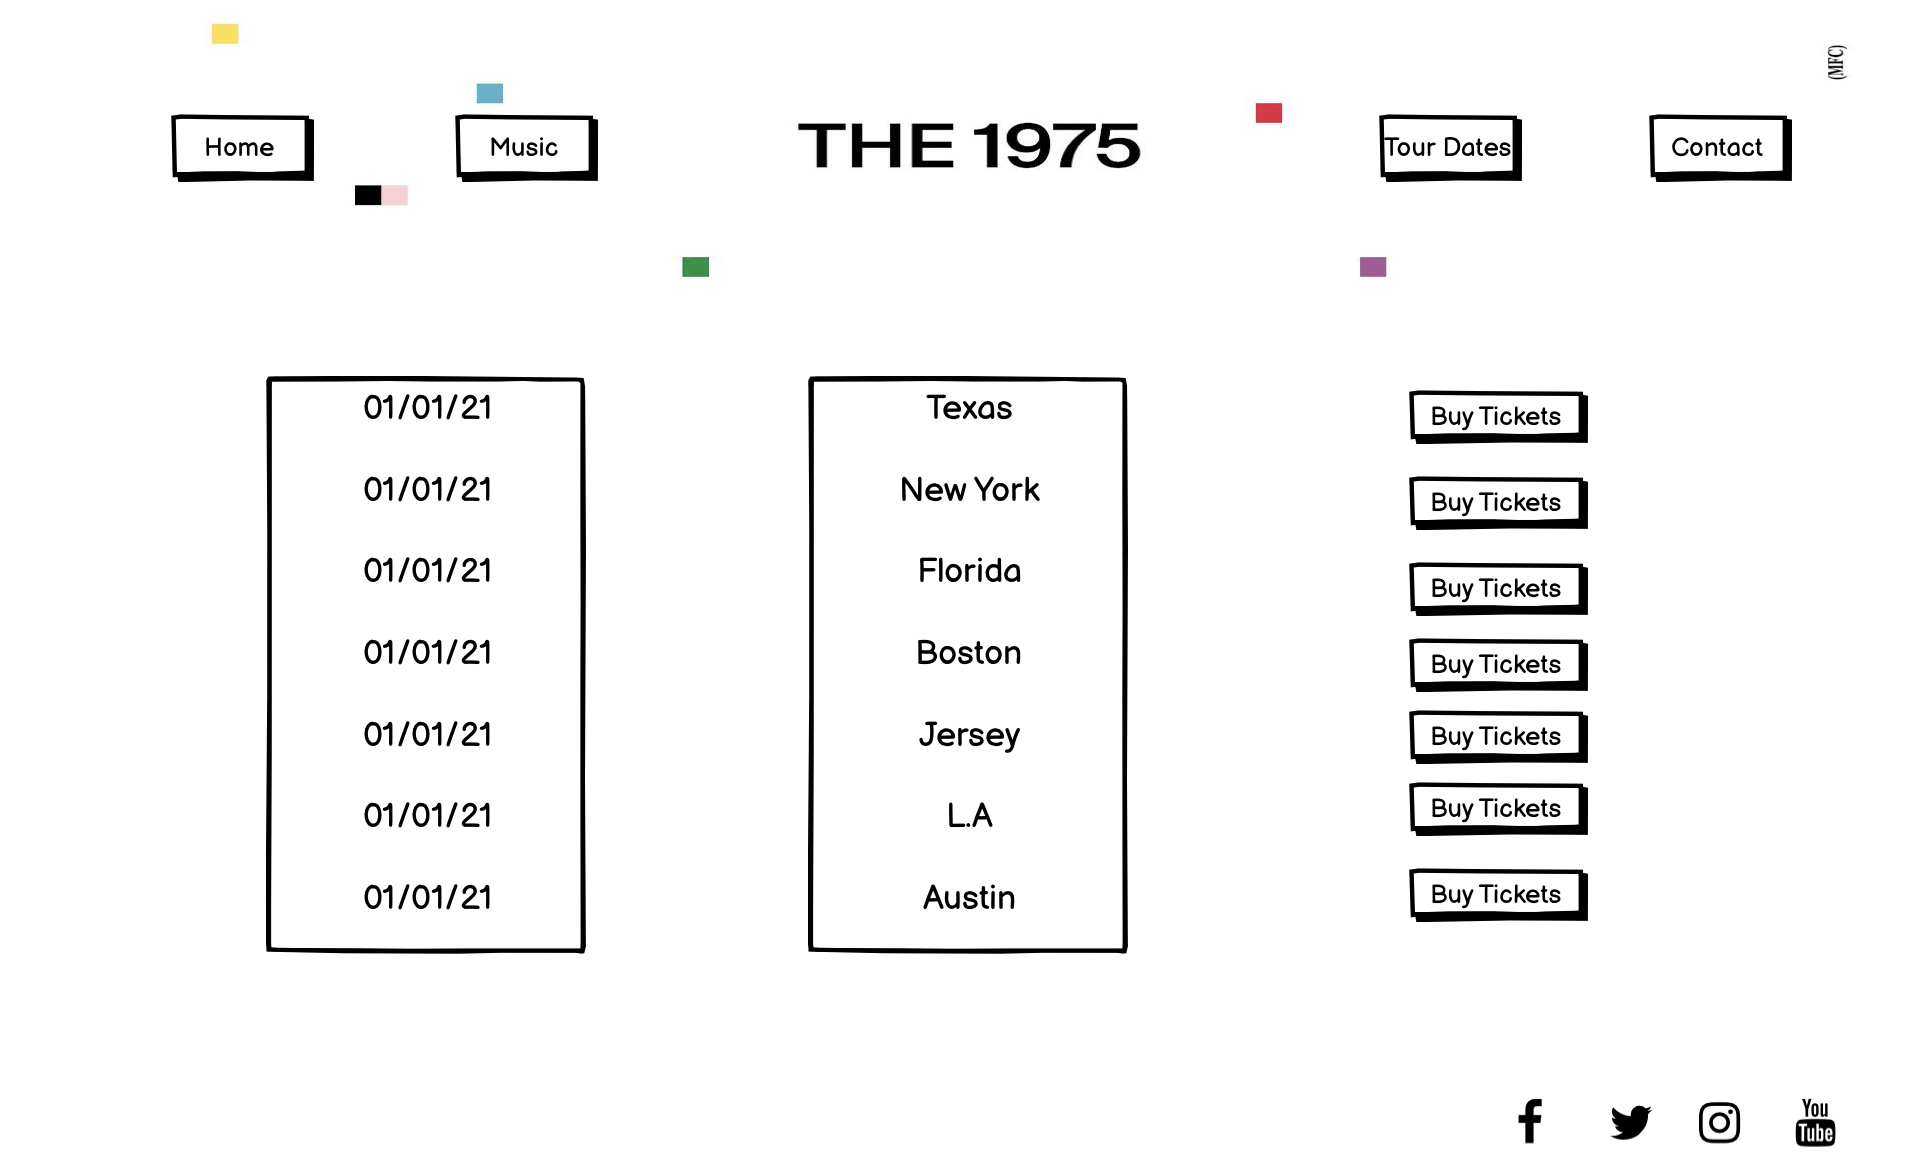 (MFC)
Home
Music
THE 1975
Tour Dates
Contact
01/01/21 Texas Buy Tickets
01/01/21 New York Buy Tickets
01/01/21 Florida Buy Tickets
01/01/21 Boston Buy Tickets
01/01/21 Jersey Buy Tickets
01/01/21 L.A Buy Tickets
01/01/21 Austin Buy Tickets
You
Tube